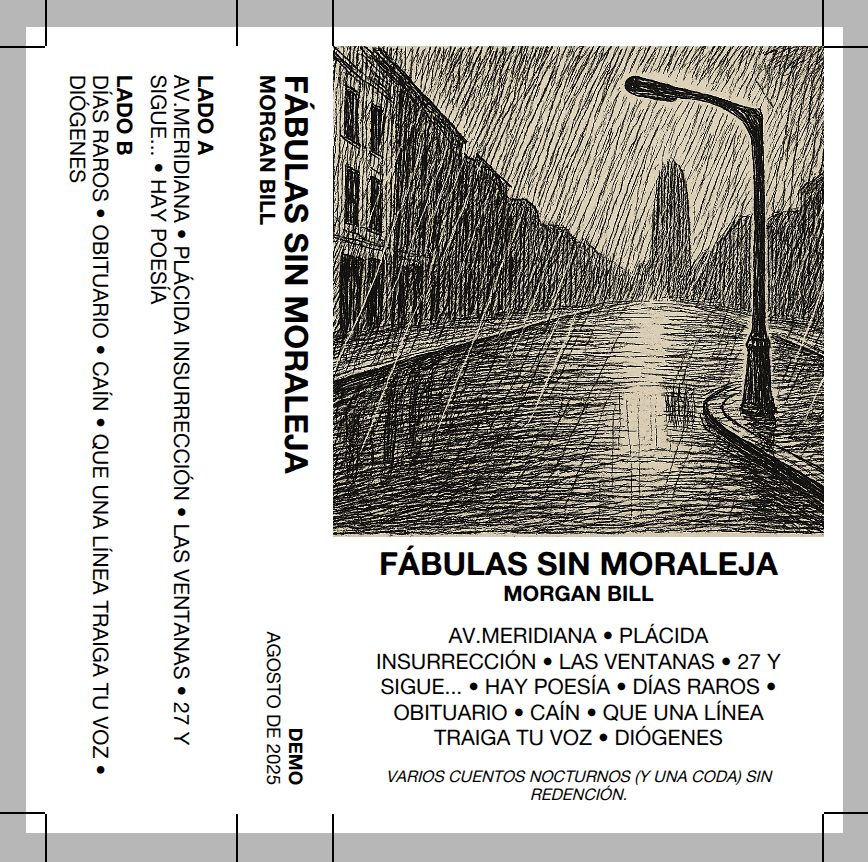 LADO A
AV.MERIDIANA • PLÁCIDA INSURRECCIÓN • LAS VENTANAS • 27 Y
SIGUE... • HAY POESÍA
LADO B
DÍAS RAROS • OBITUARIO • CAÍN • QUE UNA LÍNEA TRAIGA TU VOZ •
DIÓGENES
FÁBULAS SIN MORALEJA
MORGAN BILL
DEMO
AGOSTO DE 2025
FÁBULAS SIN MORALEJA
MORGAN BILL
AV.MERIDIANA • PLÁCIDA
INSURRECCIÓN • LAS VENTANAS • 27 Y
SIGUE... • HAY POESÍA • DÍAS RAROS •
OBITUARIO • CAÍN • QUE UNA LÍNEA
TRAIGA TU VOZ • DIÓGENES
VARIOS CUENTOS NOCTURNOS (Y UNA CODA) SIN
REDENCIÓN.